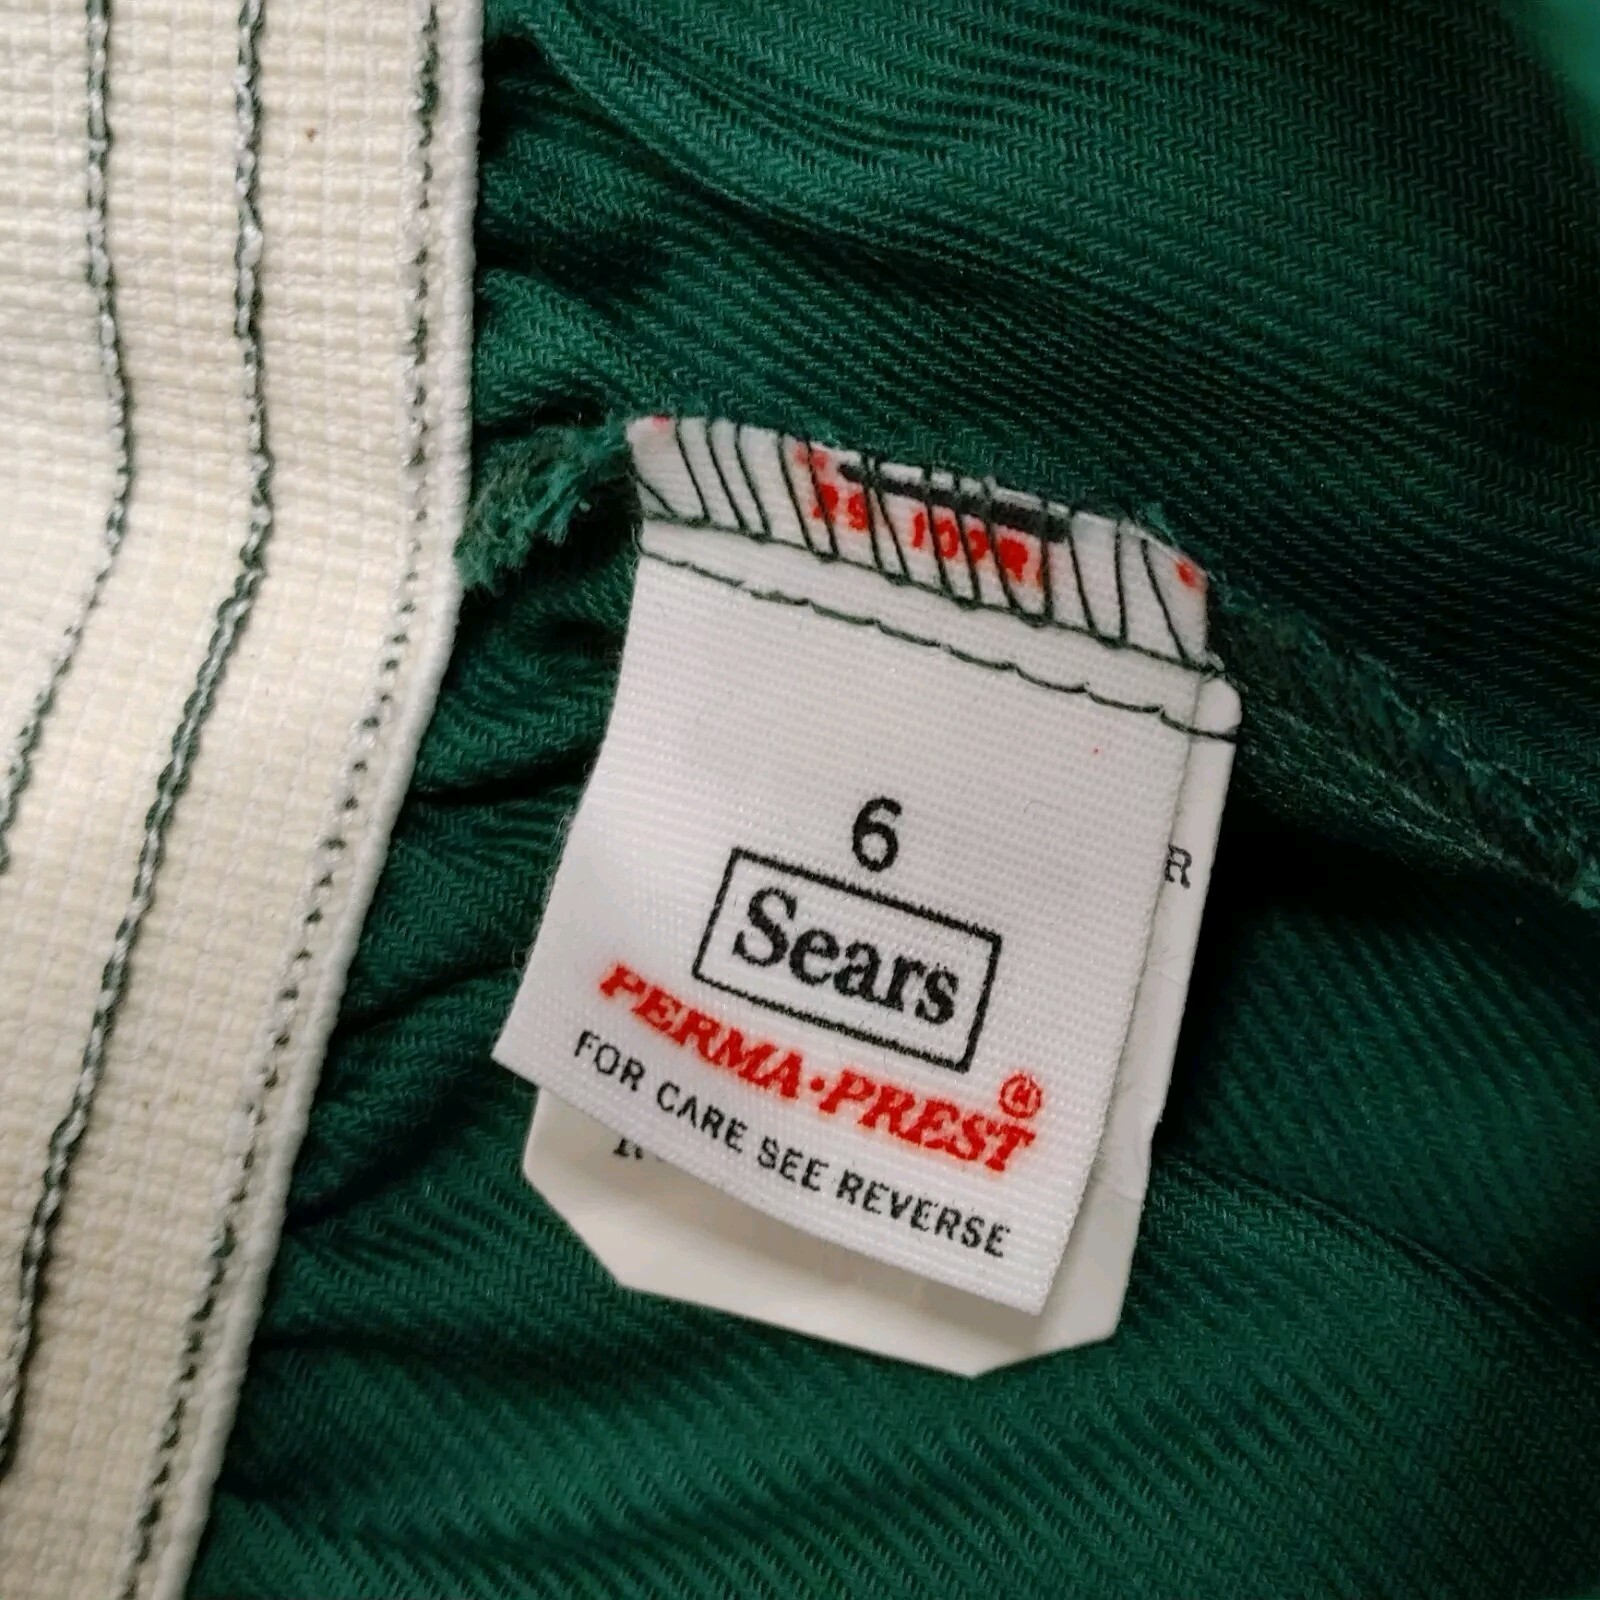 6
Sears
PERMA·PREST®
FOR CARE SEE REVERSE
R